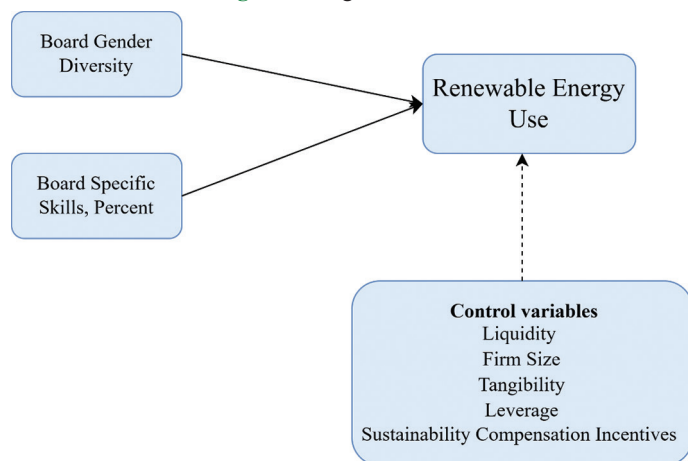 Board Gender
Diversity
Renewable Energy
Use
Board Specific
Skills, Percent
Control variables
Liquidity
Firm Size
Tangibility
Leverage
Sustainability Compensation Incentives